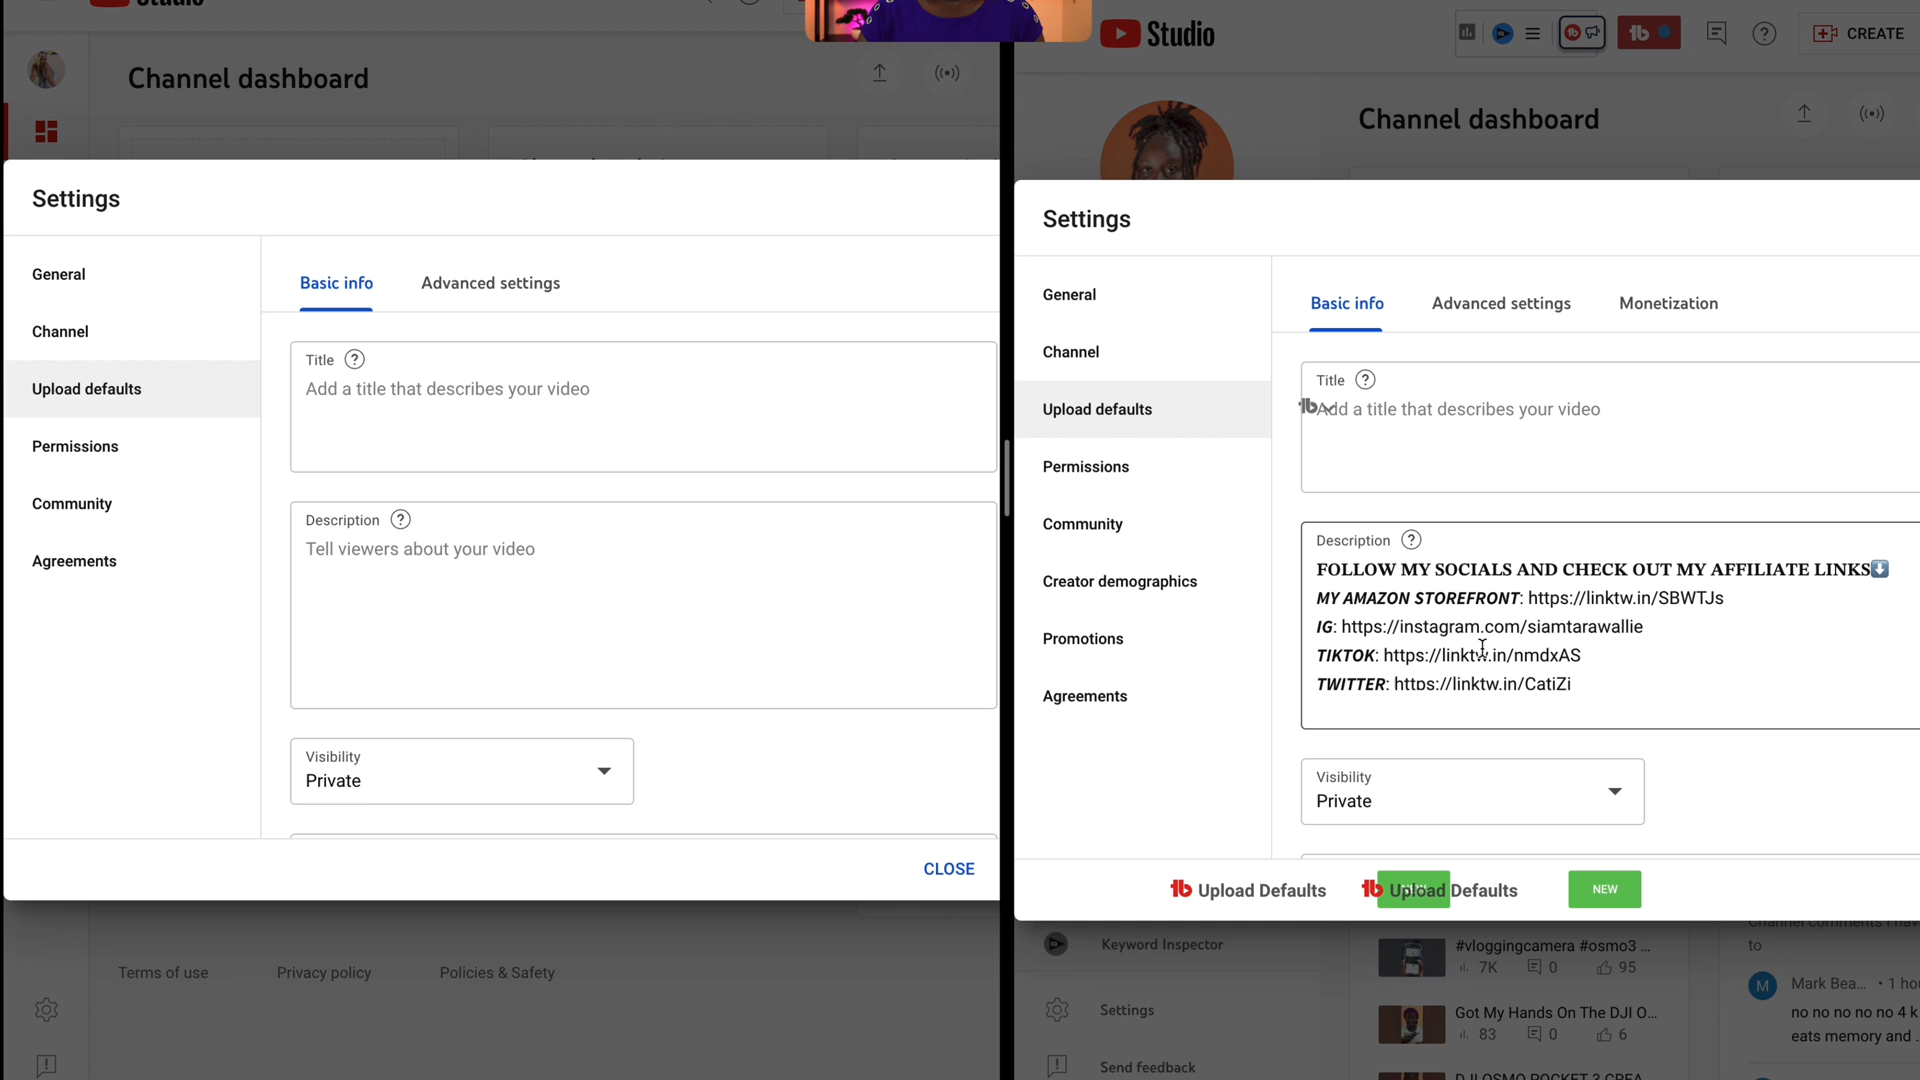 Channel dashboard
Settings
General
Channel
Upload defaults
Permissions
Community
Agreements
Basic info
Advanced settings
Title ?
Add a title that describes your video
Description ?
Tell viewers about your video
Visibility
Private
CLOSE
Terms of use
Privacy policy
Policies & Safety
Studio
CREATE
Channel dashboard
Settings
General
Channel
Upload defaults
Permissions
Community
Creator demographics
Promotions
Agreements
Basic info
Advanced settings
Monetization
Title ?
Add a title that describes your video
Description ?
FOLLOW MY SOCIALS AND CHECK OUT MY AFFILIATE LINKS⬇️
MY AMAZON STOREFRONT: https://linktw.in/SBWTJs
IG: https://instagram.com/siamtarawallie
TIKTOK: https://linktw.in/nmdxAS
TWITTER: https://linktw.in/CatiZi
Visibility
Private
tb Upload Defaults
tb Upload Defaults
NEW
Keyword Inspector
Settings
Send feedback
#vloggingcamera #osmo3 ...
7K 0 95
Got My Hands On The DJI O...
83 0 6
to
M
Mark Bea... • 1 ho
no no no no no 4 k
eats memory and .